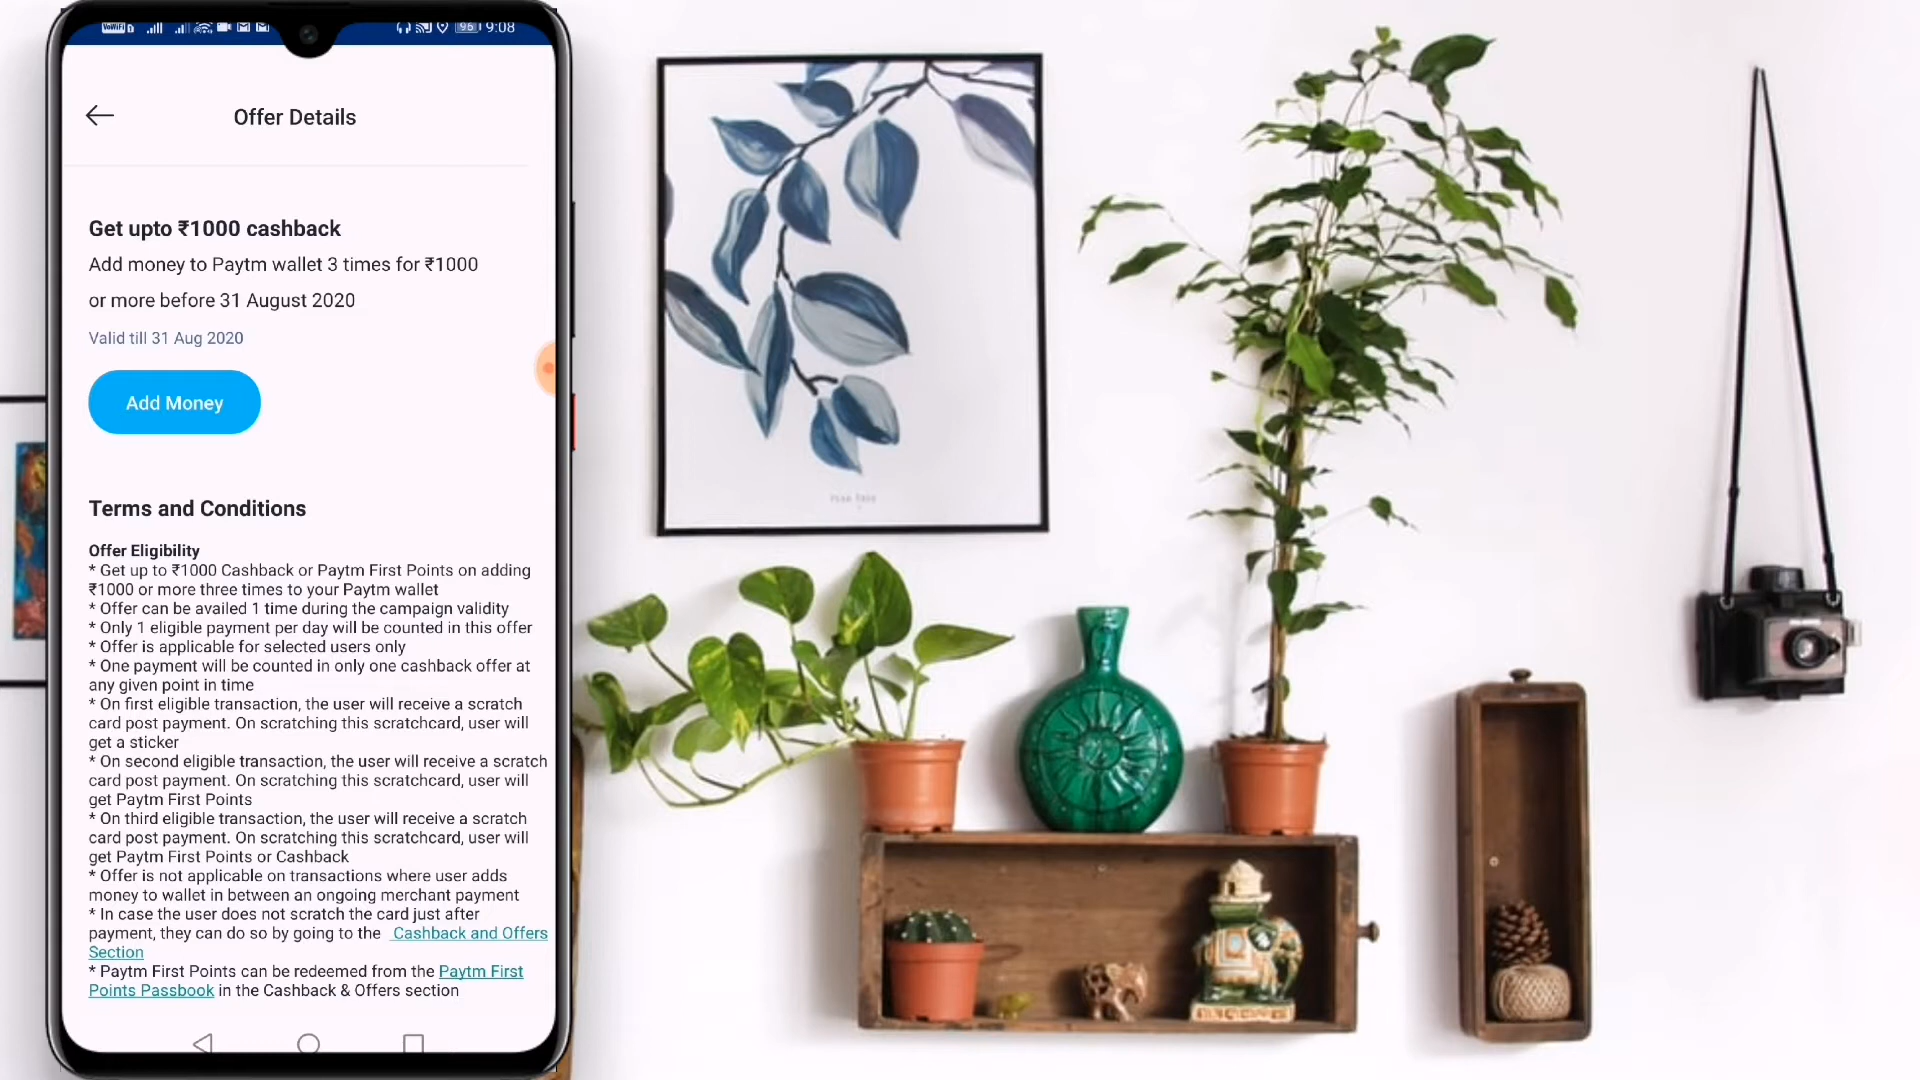 VoWiFi 96 9:08
Offer Details
Get upto ₹1000 cashback
Add money to Paytm wallet 3 times for ₹1000
or more before 31 August 2020
Valid till 31 Aug 2020
Add Money
Terms and Conditions
Offer Eligibility
* Get up to ₹1000 Cashback or Paytm First Points on adding
₹1000 or more three times to your Paytm wallet
* Offer can be availed 1 time during the campaign validity
* Only 1 eligible payment per day will be counted in this offer
* Offer is applicable for selected users only
* One payment will be counted in only one cashback offer at
any given point in time
* On first eligible transaction, the user will receive a scratch
card post payment. On scratching this scratchcard, user will
get a sticker
* On second eligible transaction, the user will receive a scratch
card post payment. On scratching this scratchcard, user will
get Paytm First Points
* On third eligible transaction, the user will receive a scratch
card post payment. On scratching this scratchcard, user will
get Paytm First Points or Cashback
* Offer is not applicable on transactions where user adds
money to wallet in between an ongoing merchant payment
* In case the user does not scratch the card just after
payment, they can do so by going to the Cashback and Offers
Section
* Paytm First Points can be redeemed from the Paytm First
Points Passbook in the Cashback & Offers section